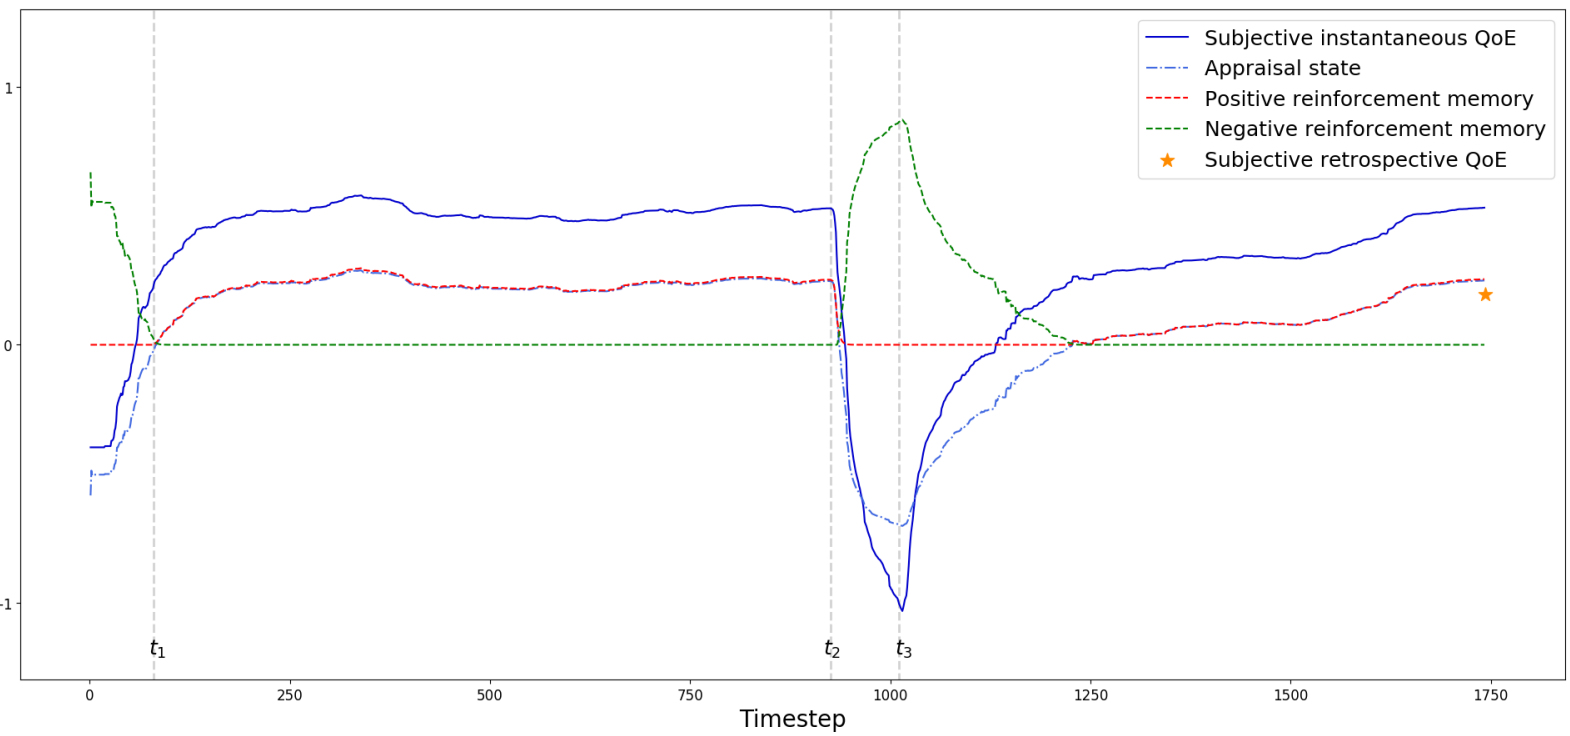 Subjective instantaneous QoE
Appraisal state
Positive reinforcement memory
Negative reinforcement memory
Subjective retrospective QoE
1
0
-1
t1
t2
t3
0 250 500 750 1000 1250 1500 1750
Timestep